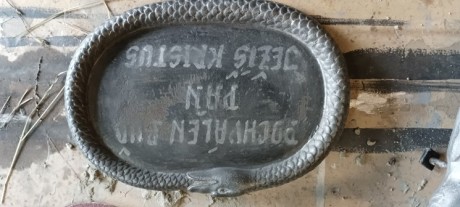 POCHVÁLEN BUĎ
PÁN
JEŽÍŠ KRISTUS